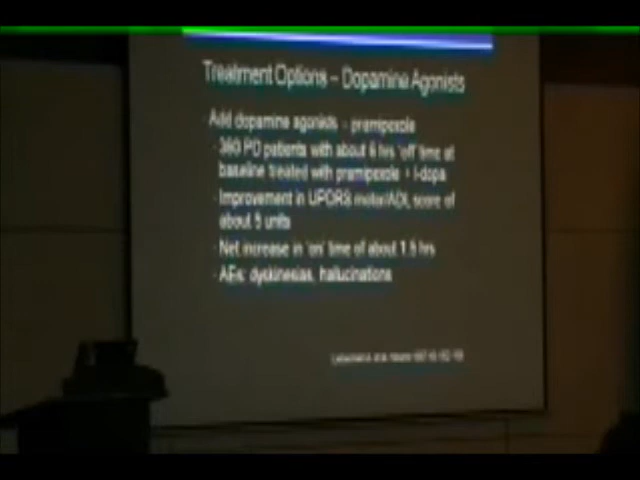 Treatment Options – Dopamine Agonists
Add dopamine agonists - pramipexole
· 360 PD patients with about 6 hrs 'off' time at
baseline treated with pramipexole + l-dopa
· Improvement in UPDRS motor/ADL score of
about 5 units
· Net increase in 'on' time of about 1.5 hrs
· AEs: dyskinesias, hallucinations